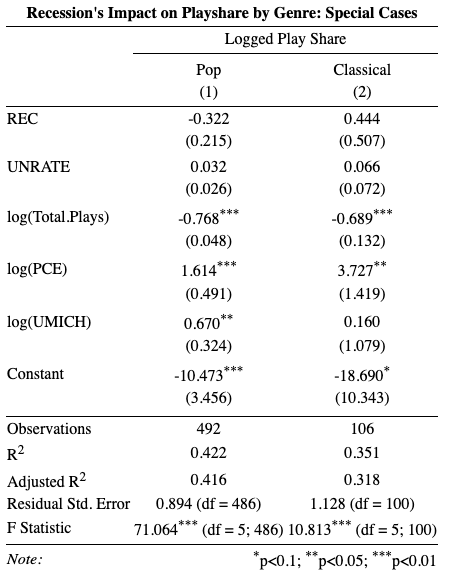 Recession's Impact on Playshare by Genre: Special Cases
Logged Play Share
Pop Classical
(1) (2)
REC -0.322 0.444
(0.215) (0.507)
UNRATE 0.032 0.066
(0.026) (0.072)
log(Total.Plays) -0.768*** -0.689***
(0.048) (0.132)
log(PCE) 1.614*** 3.727**
(0.491) (1.419)
log(UMICH) 0.670** 0.160
(0.324) (1.079)
Constant -10.473*** -18.690*
(3.456) (10.343)
Observations 492 106
R2 0.422 0.351
Adjusted R2 0.416 0.318
Residual Std. Error 0.894 (df = 486) 1.128 (df = 100)
F Statistic 71.064*** (df = 5; 486) 10.813*** (df = 5; 100)
Note: *p<0.1; **p<0.05; ***p<0.01